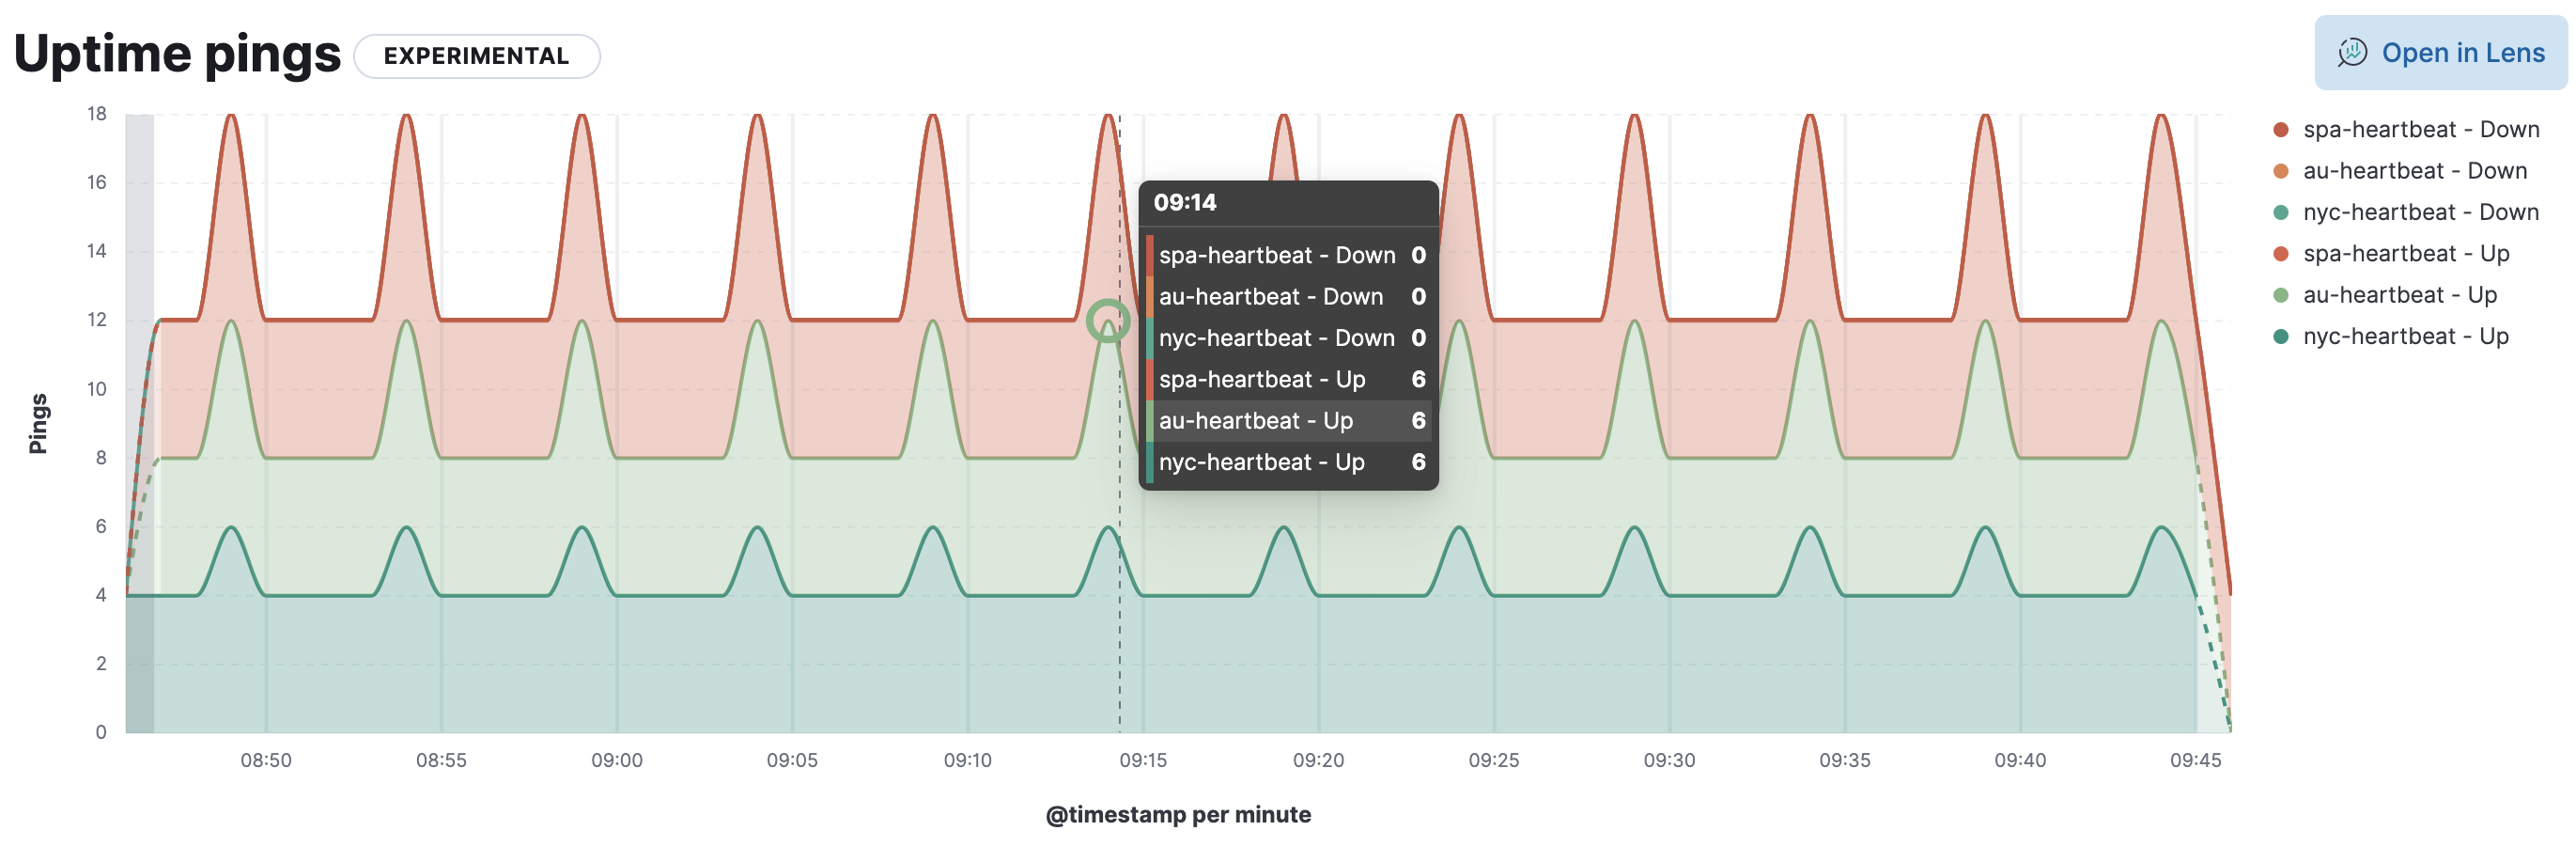 Uptime pings EXPERIMENTAL
Open in Lens
Pings
18
16
14
12
10
8
6
4
2
0
08:50 08:55 09:00 09:05 09:10 09:15 09:20 09:25 09:30 09:35 09:40 09:45
@timestamp per minute
09:14
spa-heartbeat - Down 0
au-heartbeat - Down 0
nyc-heartbeat - Down 0
spa-heartbeat - Up 6
au-heartbeat - Up 6
nyc-heartbeat - Up 6
spa-heartbeat - Down
au-heartbeat - Down
nyc-heartbeat - Down
spa-heartbeat - Up
au-heartbeat - Up
nyc-heartbeat - Up